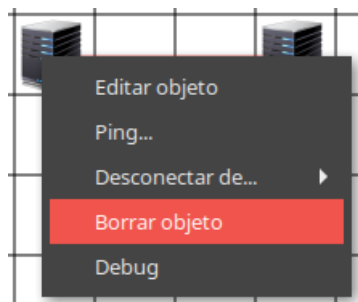 Editar objeto
Ping...
Desconectar de...
Borrar objeto
Debug